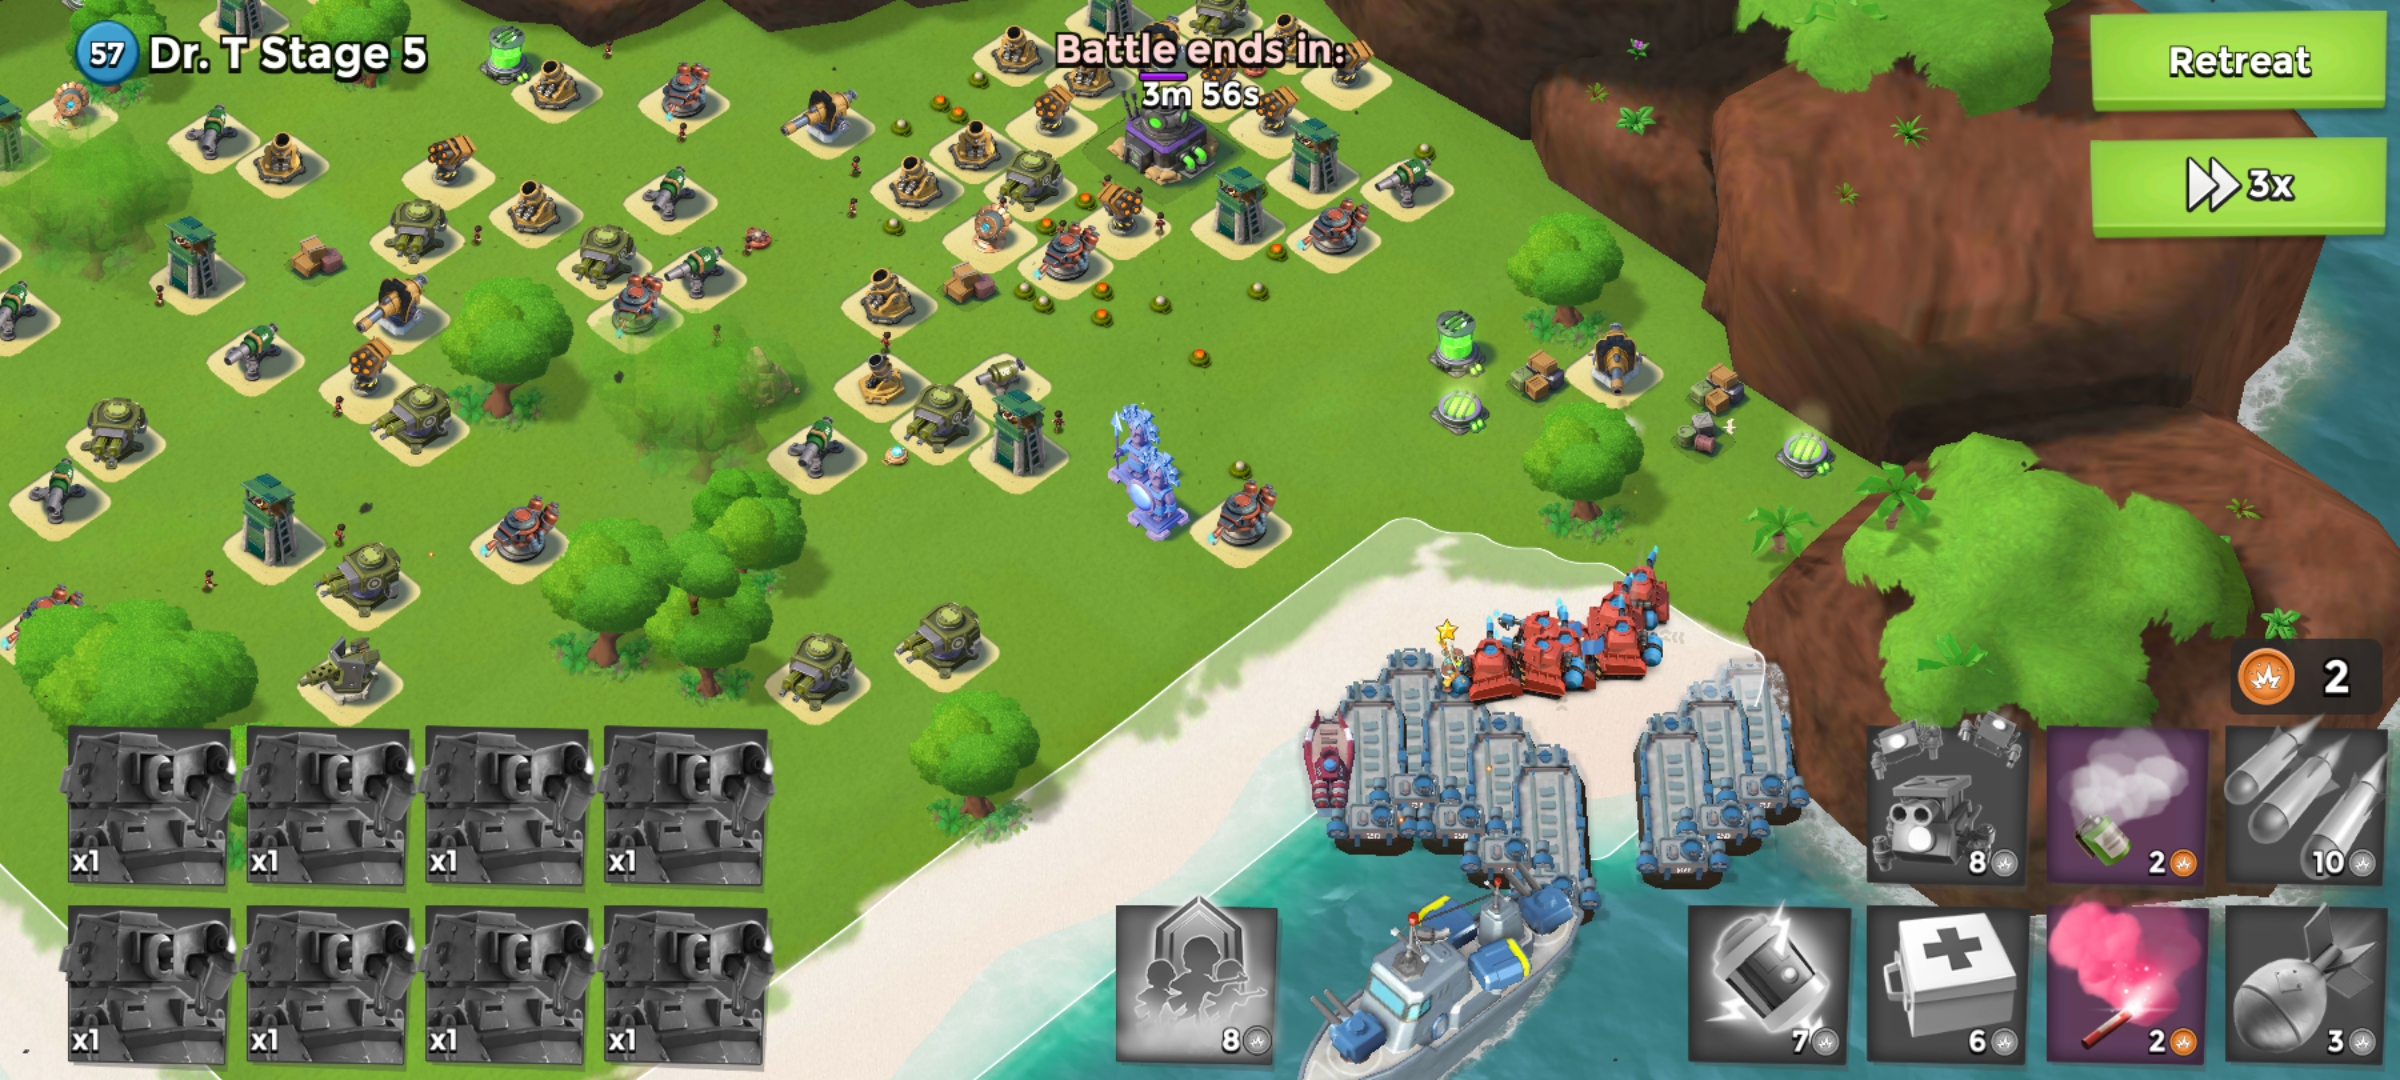 57 Dr. T Stage 5
Battle ends in:
3m 56s
Retreat
3x
2
x1
x1
x1
x1
8
2
10
x1
x1
x1
x1
8
7
6
2
3